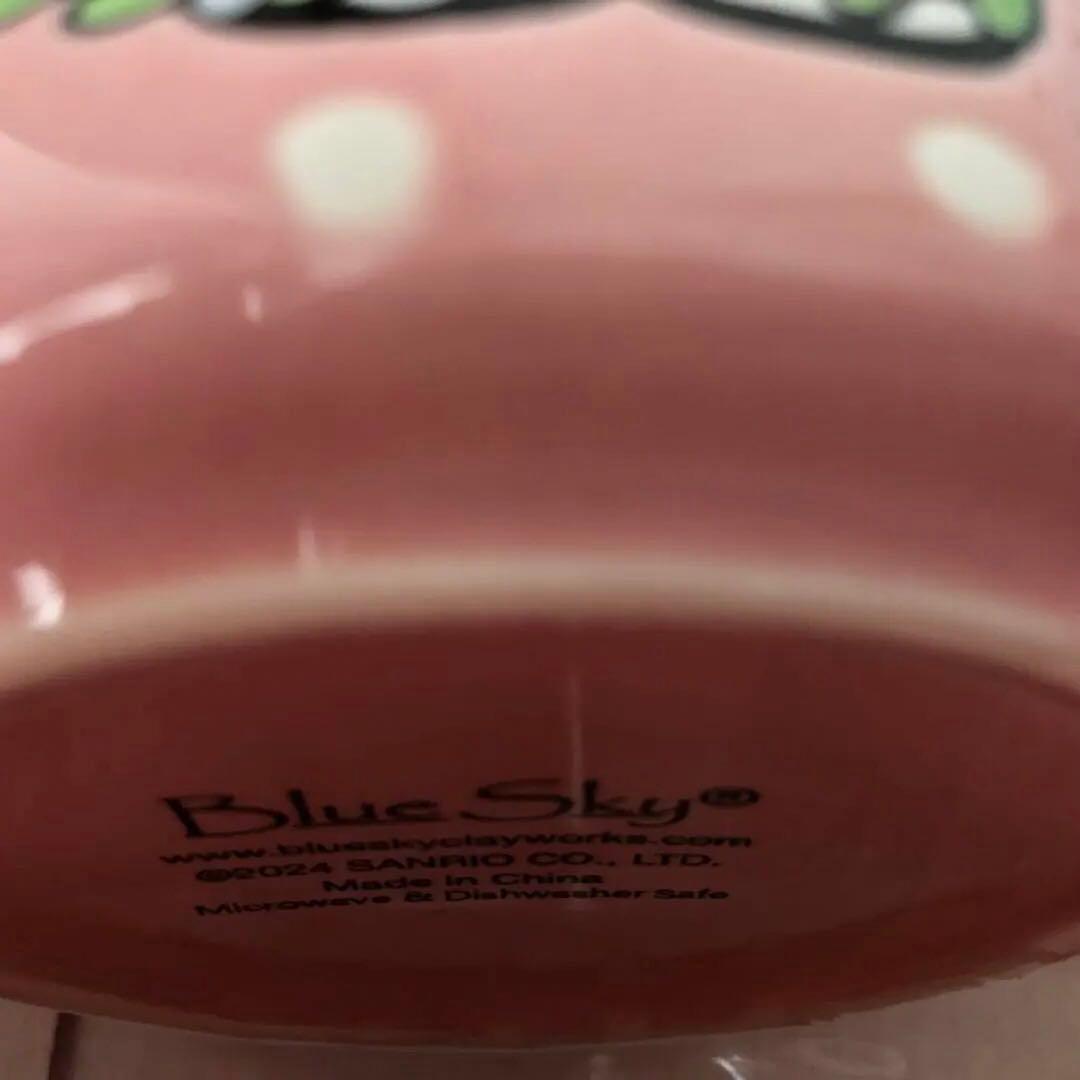 Blue Sky®
www.blueskyclayworks.com
©2024 SANRIO CO., LTD.
Made in China
Microwave & Dishwasher Safe